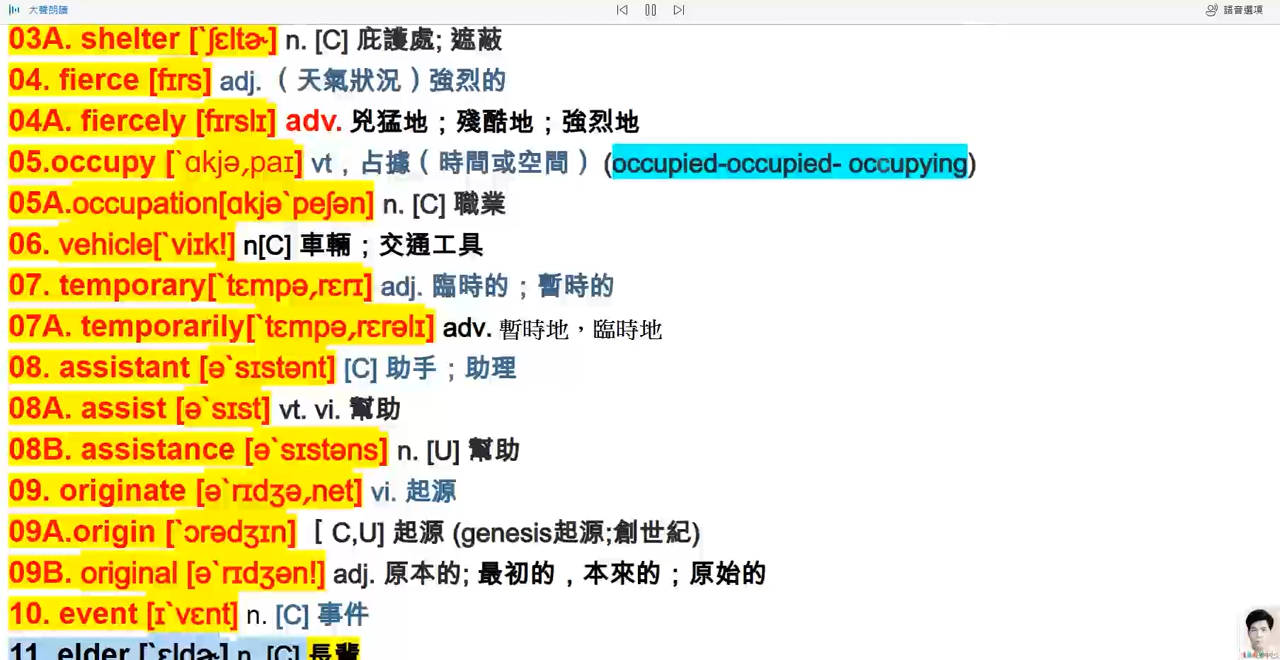 大聲朗讀
語音選項
03A. shelter [ˋʃɛltɚ] n. [C] 庇護處; 遮蔽
04. fierce [fɪrs] adj.（天氣狀況）強烈的
04A. fiercely [fɪrslɪ] adv. 兇猛地；殘酷地；強烈地
05.occupy [ˋɑkjə͵paɪ] vt，占據（時間或空間）(occupied-occupied- occupying)
05A.occupation[ɑkjəˋpeʃən] n. [C] 職業
06. vehicle[ˋviɪk!] n[C] 車輛；交通工具
07. temporary[ˋtɛmpə͵rɛrɪ] adj. 臨時的；暫時的
07A. temporarily[ˋtɛmpə͵rɛrəlɪ] adv. 暫時地，臨時地
08. assistant [əˋsɪstənt] [C] 助手；助理
08A. assist [əˋsɪst] vt. vi. 幫助
08B. assistance [əˋsɪstəns] n. [U] 幫助
09. originate [əˋrɪdʒə͵net] vi. 起源
09A.origin [ˋɔrədʒɪn]［ C,U] 起源 (genesis起源;創世紀)
09B. original [əˋrɪdʒən!] adj. 原本的; 最初的，本來的；原始的
10. event [ɪˋvɛnt] n. [C] 事件
11. elder [ˋɛldɚ] n. [C] 長輩